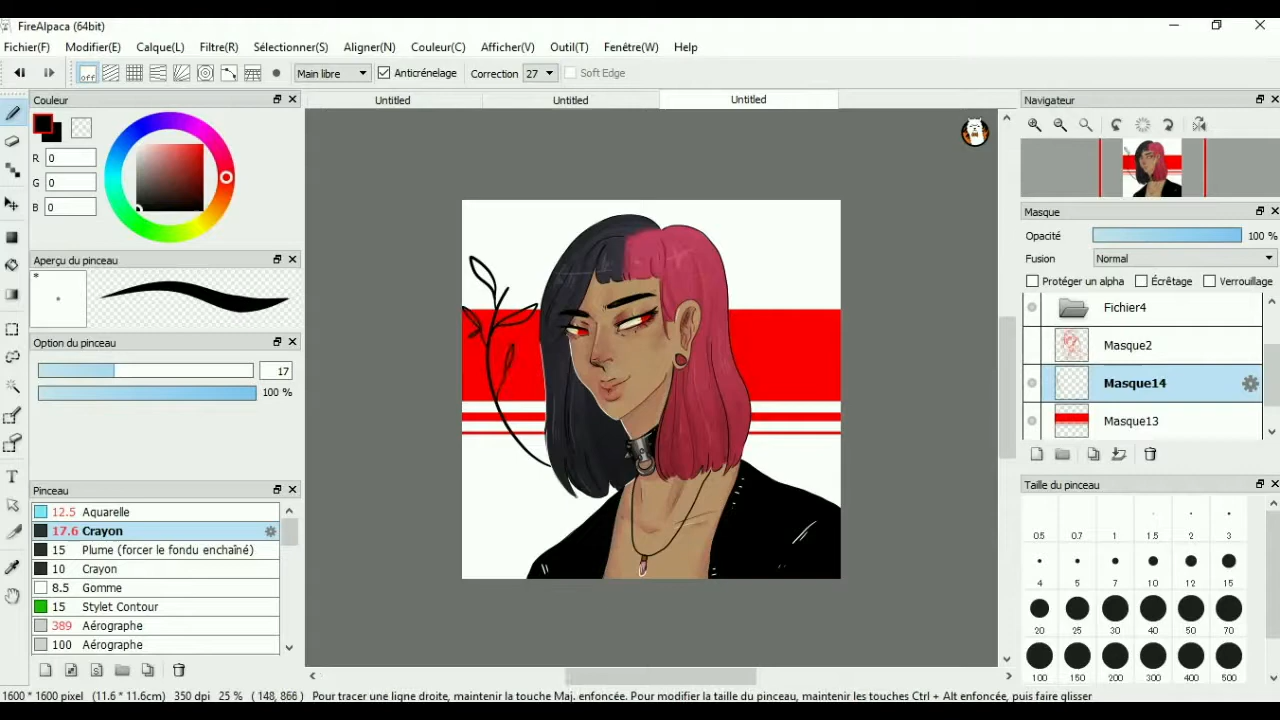 FireAlpaca (64bit)
Fichier(F) Modifier(E) Calque(L) Filtre(R) Sélectionner(S) Aligner(N) Couleur(C) Afficher(V) Outil(T) Fenêtre(W) Help
off Main libre Anticrénelage Correction 27 Soft Edge
Couleur
Untitled Untitled Untitled
Navigateur
R 0
G 0
B 0
Masque
Opacité 100 %
Fusion Normal
Protéger un alpha Écrêtage Verrouillage
Aperçu du pinceau
*
Fichier4
Masque2
Masque14
Masque13
Option du pinceau
17
100 %
Pinceau
12.5 Aquarelle
17.6 Crayon
15 Plume (forcer le fondu enchaîné)
10 Crayon
8.5 Gomme
15 Stylet Contour
389 Aérographe
100 Aérographe
Taille du pinceau
0.5 0.7 1 1.5 2 3
4 5 7 10 12 15
20 25 30 40 50 70
100 150 200 300 400 500
1600 * 1600 pixel (11.6 * 11.6cm) 350 dpi 25 % ( 148, 866 ) Pour tracer une ligne droite, maintenir la touche Maj. enfoncée. Pour modifier la taille du pinceau, maintenir les touches Ctrl + Alt enfoncée, puis faire glisser